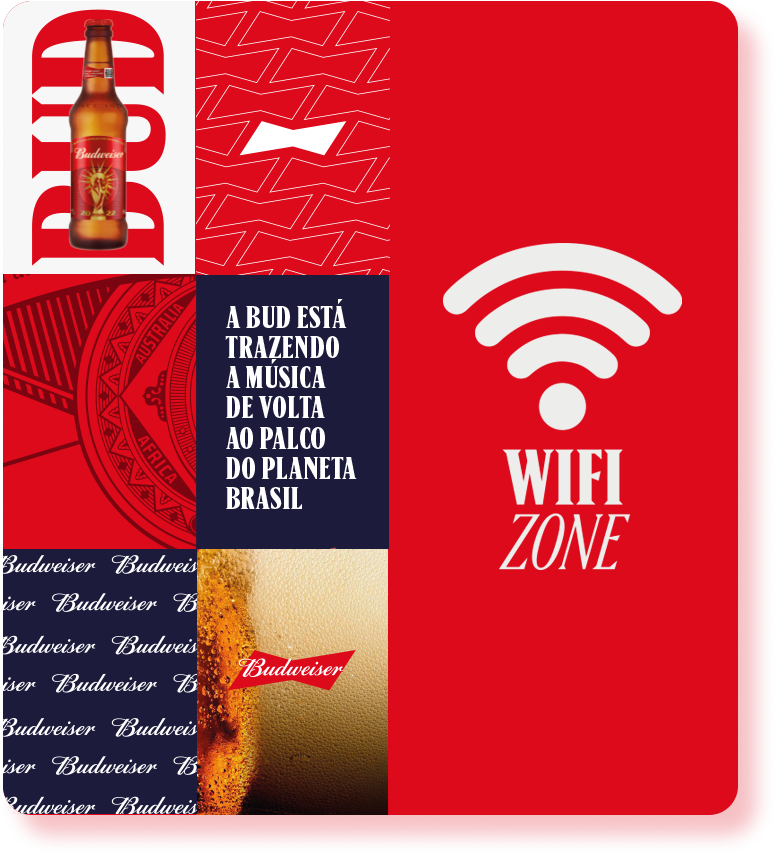 BUD
Budweiser
2022
A BUD ESTÁ
TRAZENDO
A MÚSICA
DE VOLTA
AO PALCO
DO PLANETA
BRASIL
WIFI
ZONE
AUSTRALIA
AFRICA
Budweiser Budweis
iser Budweiser B
Budweiser Budweis
iser Budweiser B
Budweiser Budweis
iser Budweiser B
Budweiser Budweis
Budweiser